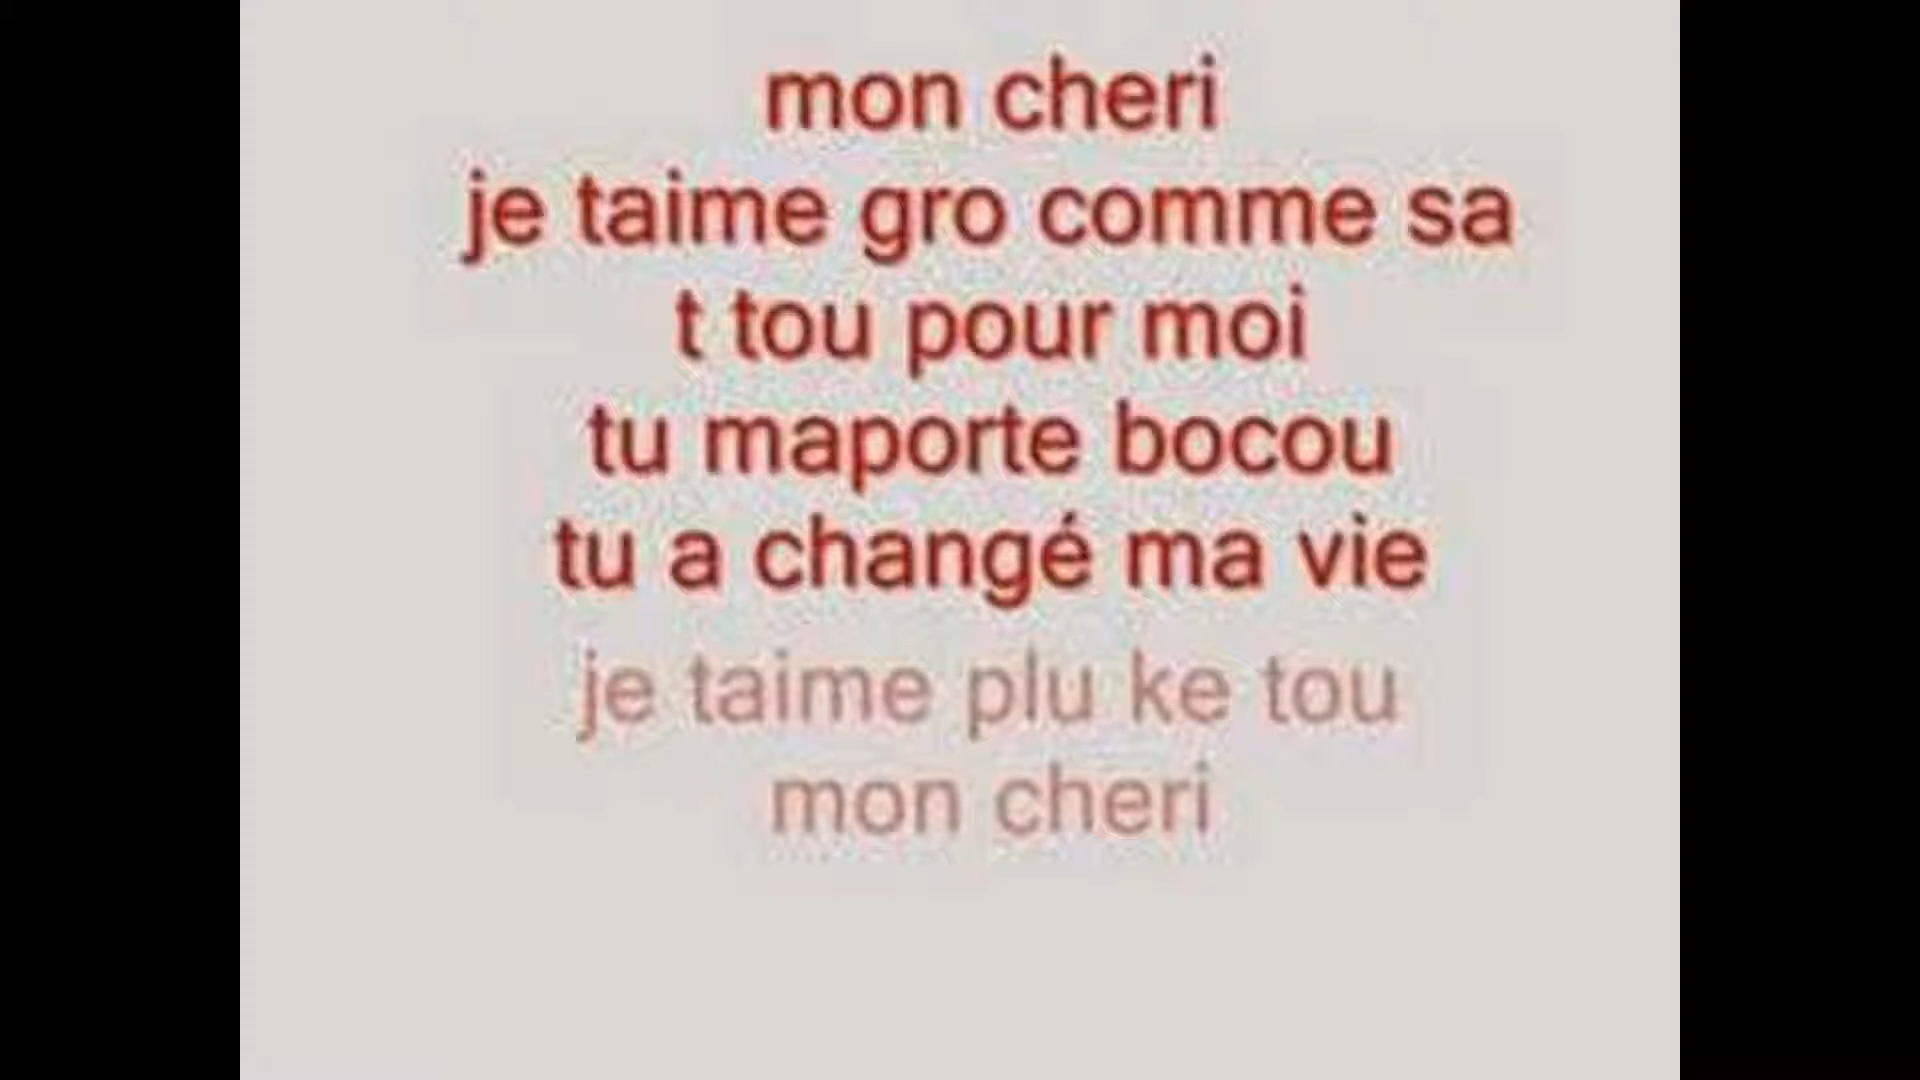 mon cheri
je taime gro comme sa
t tou pour moi
tu maporte bocou
tu a changé ma vie
je taime plu ke tou
mon cheri